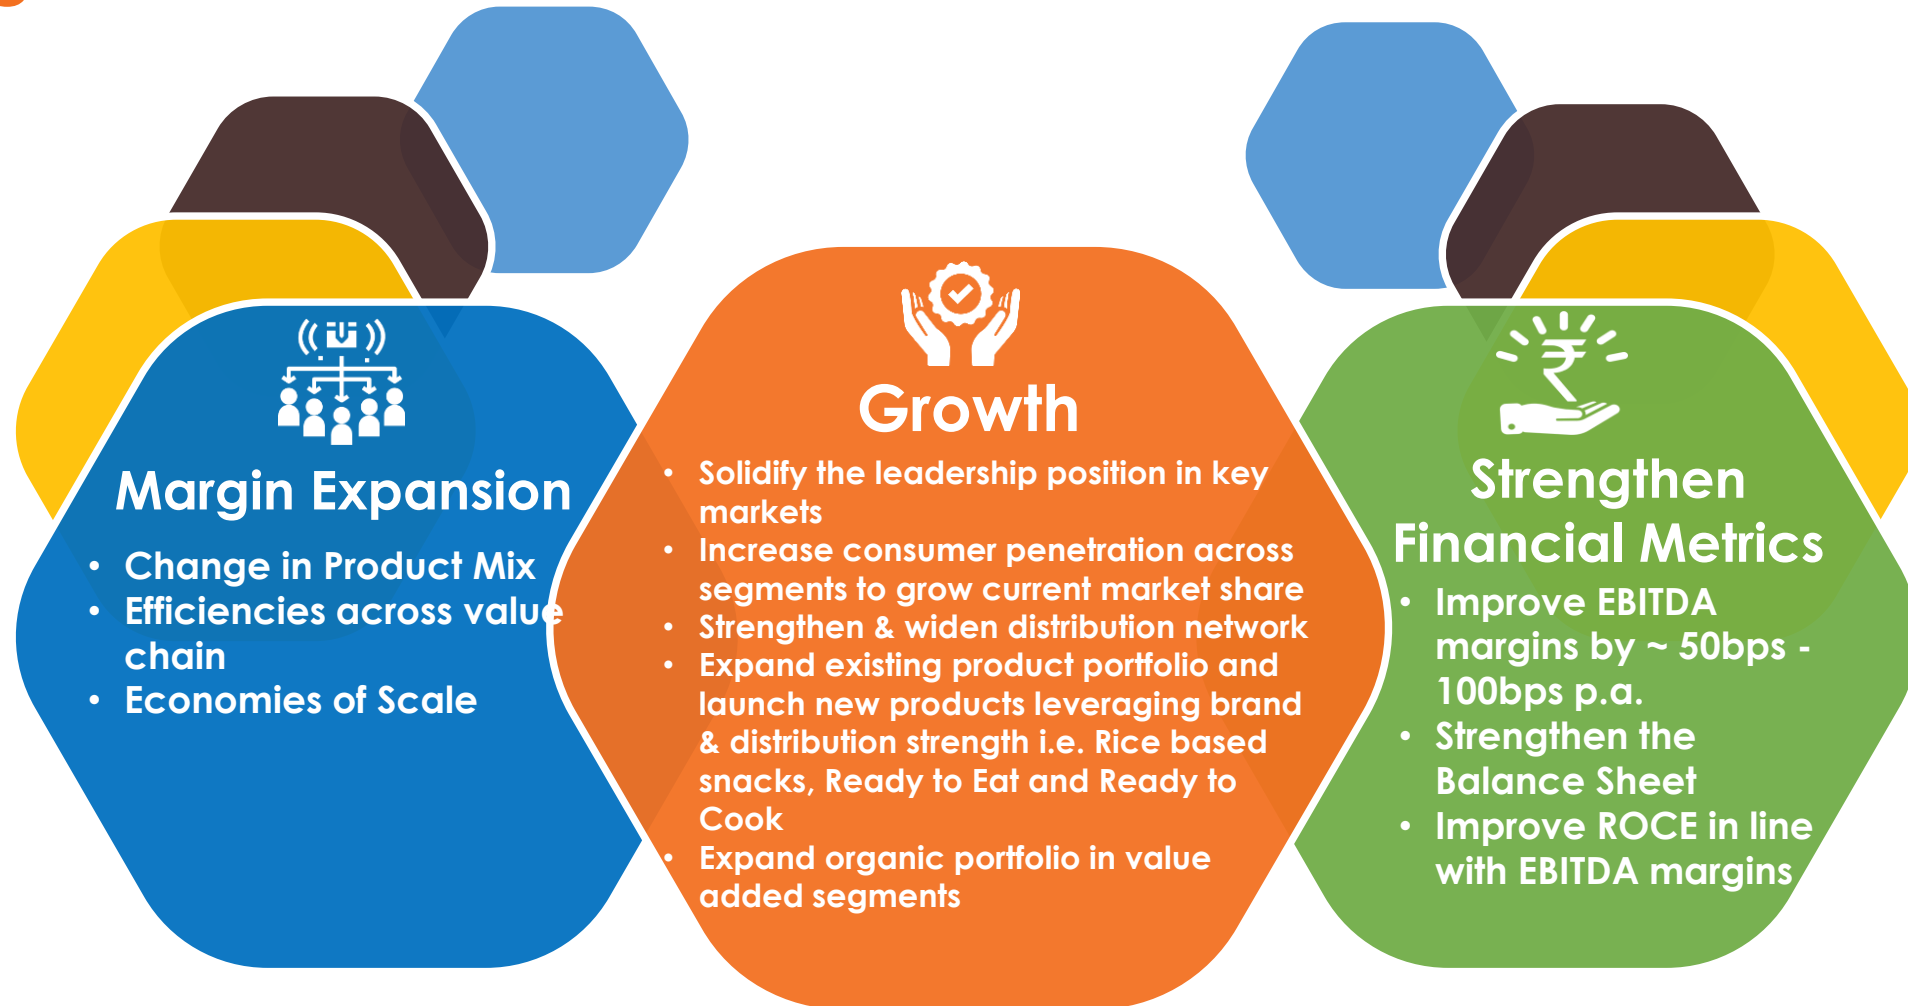 Margin Expansion
• Change in Product Mix
• Efficiencies across value
chain
• Economies of Scale
Growth
• Solidify the leadership position in key
markets
• Increase consumer penetration across
segments to grow current market share
• Strengthen & widen distribution network
• Expand existing product portfolio and
launch new products leveraging brand
& distribution strength i.e. Rice based
snacks, Ready to Eat and Ready to
Cook
• Expand organic portfolio in value
added segments
₹
Strengthen
Financial Metrics
• Improve EBITDA
margins by ~ 50bps -
100bps p.a.
• Strengthen the
Balance Sheet
• Improve ROCE in line
with EBITDA margins